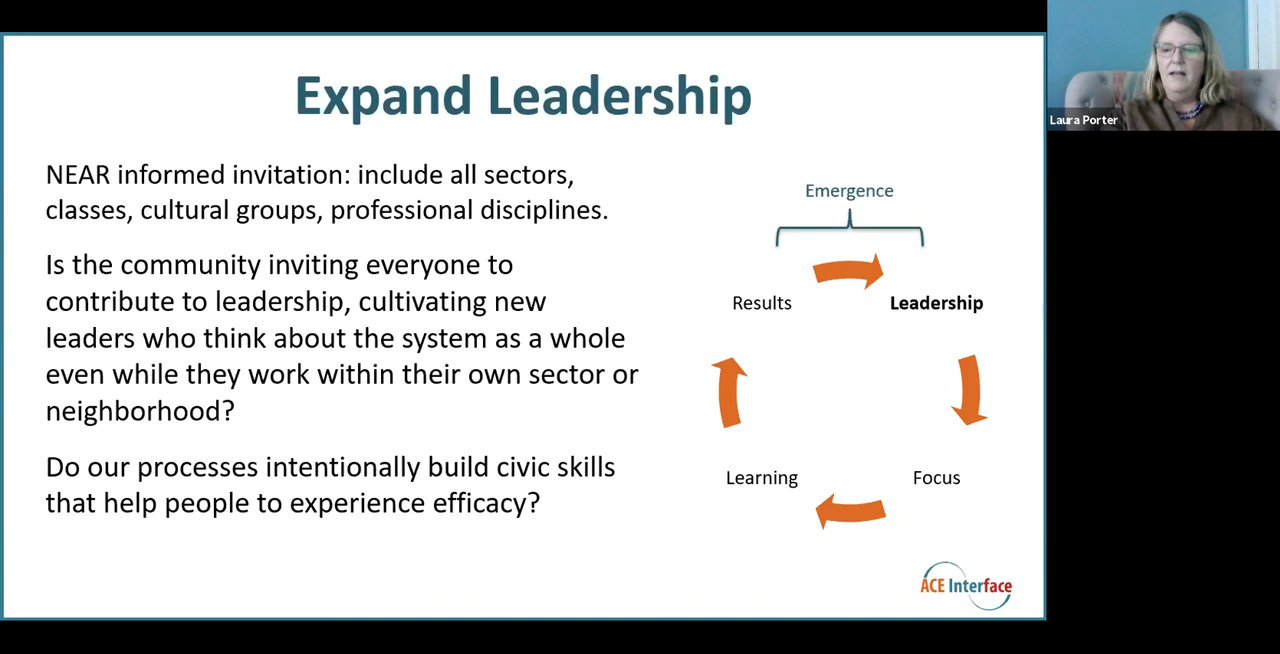 Expand Leadership
NEAR informed invitation: include all sectors,
classes, cultural groups, professional disciplines.
Is the community inviting everyone to
contribute to leadership, cultivating new
leaders who think about the system as a whole
even while they work within their own sector or
neighborhood?
Do our processes intentionally build civic skills
that help people to experience efficacy?
Emergence
Results
Leadership
Learning
Focus
ACE Interface
Laura Porter